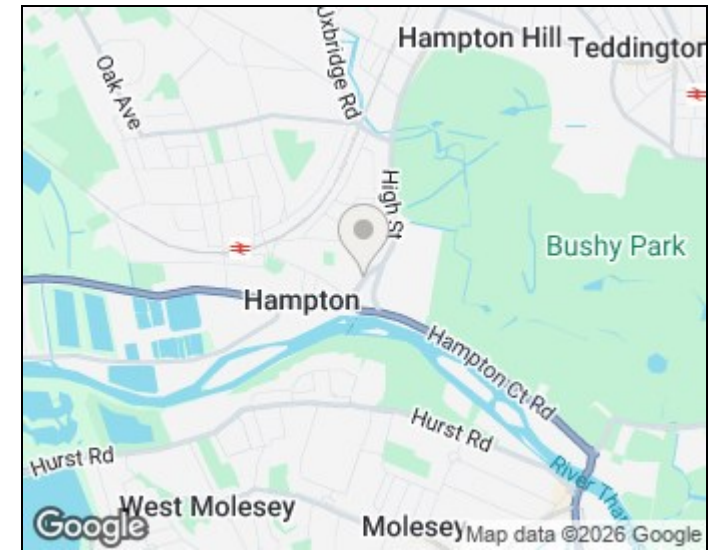 Hampton Hill
Teddington
Uxbridge Rd
Oak Ave
High St
Bushy Park
Hampton
Hampton Ct Rd
Hurst Rd
Hurst Rd
River Tha
West Molesey
Molesey
Google
Map data ©2026 Google